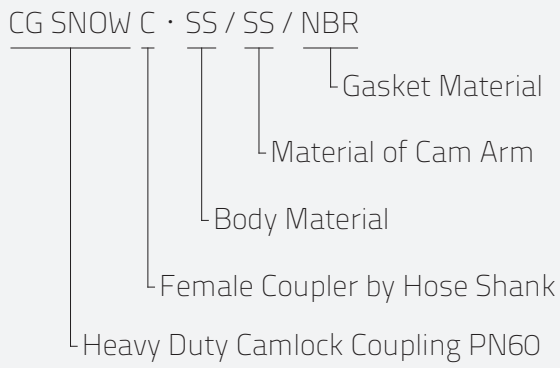 CG SNOW C · SS / SS / NBR
Gasket Material
Material of Cam Arm
Body Material
Female Coupler by Hose Shank
Heavy Duty Camlock Coupling PN60